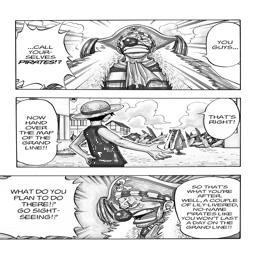 YOU
GUYS...
...CALL
YOUR-
SELVES
PIRATES!?
THAT'S
RIGHT!
NOW
HAND
OVER
THE MAP
OF THE
GRAND
LINE!!
SO THAT'S
WHAT
YOU'RE
AFTER.
WELL, A
COUPLE OF
LILY-LIVERED,
NO-NAME
PIRATES LIKE
YOU WON'T LAST
A DAY ON THE
GRAND LINE!!
WHAT DO YOU
PLAN TO DO
THERE!?
GO SIGHT-
SEEING!!